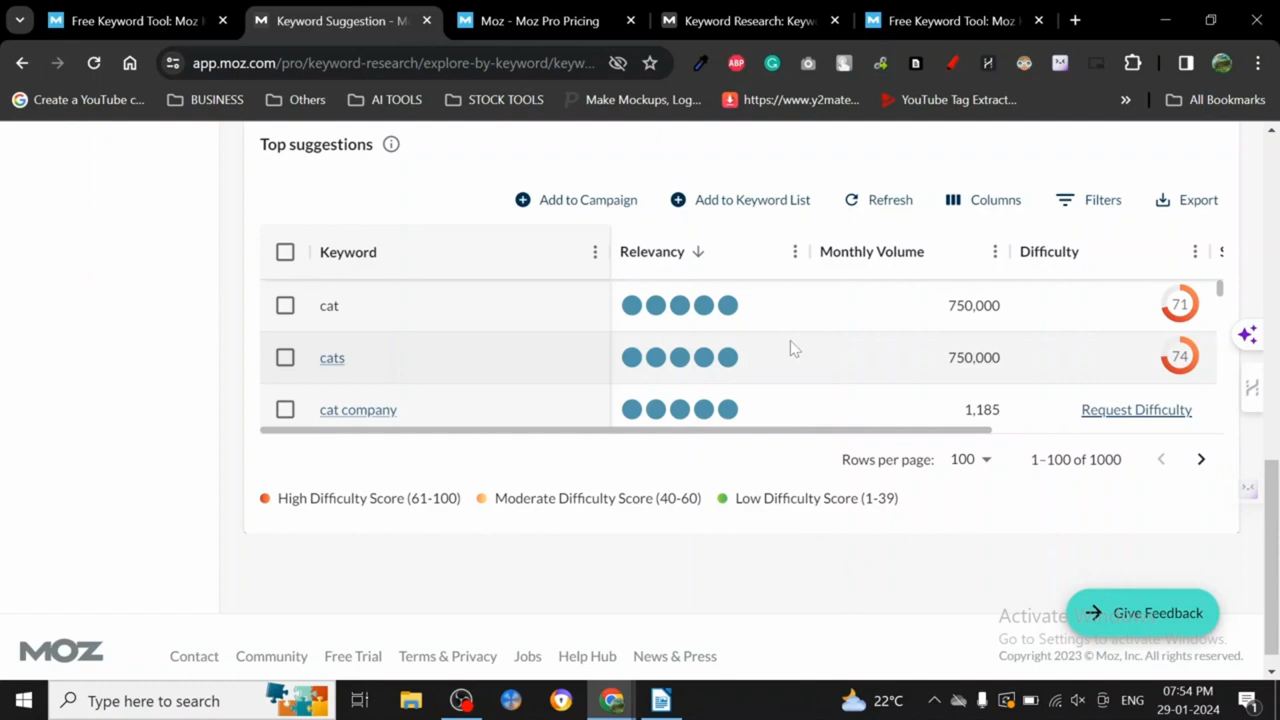 Free Keyword Tool: Moz
Keyword Suggestion - M
Moz - Moz Pro Pricing
Keyword Research: Keyw
Free Keyword Tool: Moz
app.moz.com/pro/keyword-research/explore-by-keyword/keyw...
ABP
Create a YouTube c...
BUSINESS
Others
AI TOOLS
STOCK TOOLS
Make Mockups, Log...
https://www.y2mate...
YouTube Tag Extract...
All Bookmarks
Top suggestions
Add to Campaign
Add to Keyword List
Refresh
Columns
Filters
Export
Keyword
Relevancy
Monthly Volume
Difficulty
cat
750,000
71
cats
750,000
74
cat company
1,185
Request Difficulty
Rows per page:
100
1–100 of 1000
High Difficulty Score (61-100)
Moderate Difficulty Score (40-60)
Low Difficulty Score (1-39)
Give Feedback
Activate Windows
Go to Settings to activate Windows.
MOZ
Contact
Community
Free Trial
Terms & Privacy
Jobs
Help Hub
News & Press
Copyright 2023 © Moz, Inc. All rights reserved.
Type here to search
22°C
ENG
07:54 PM
29-01-2024
1